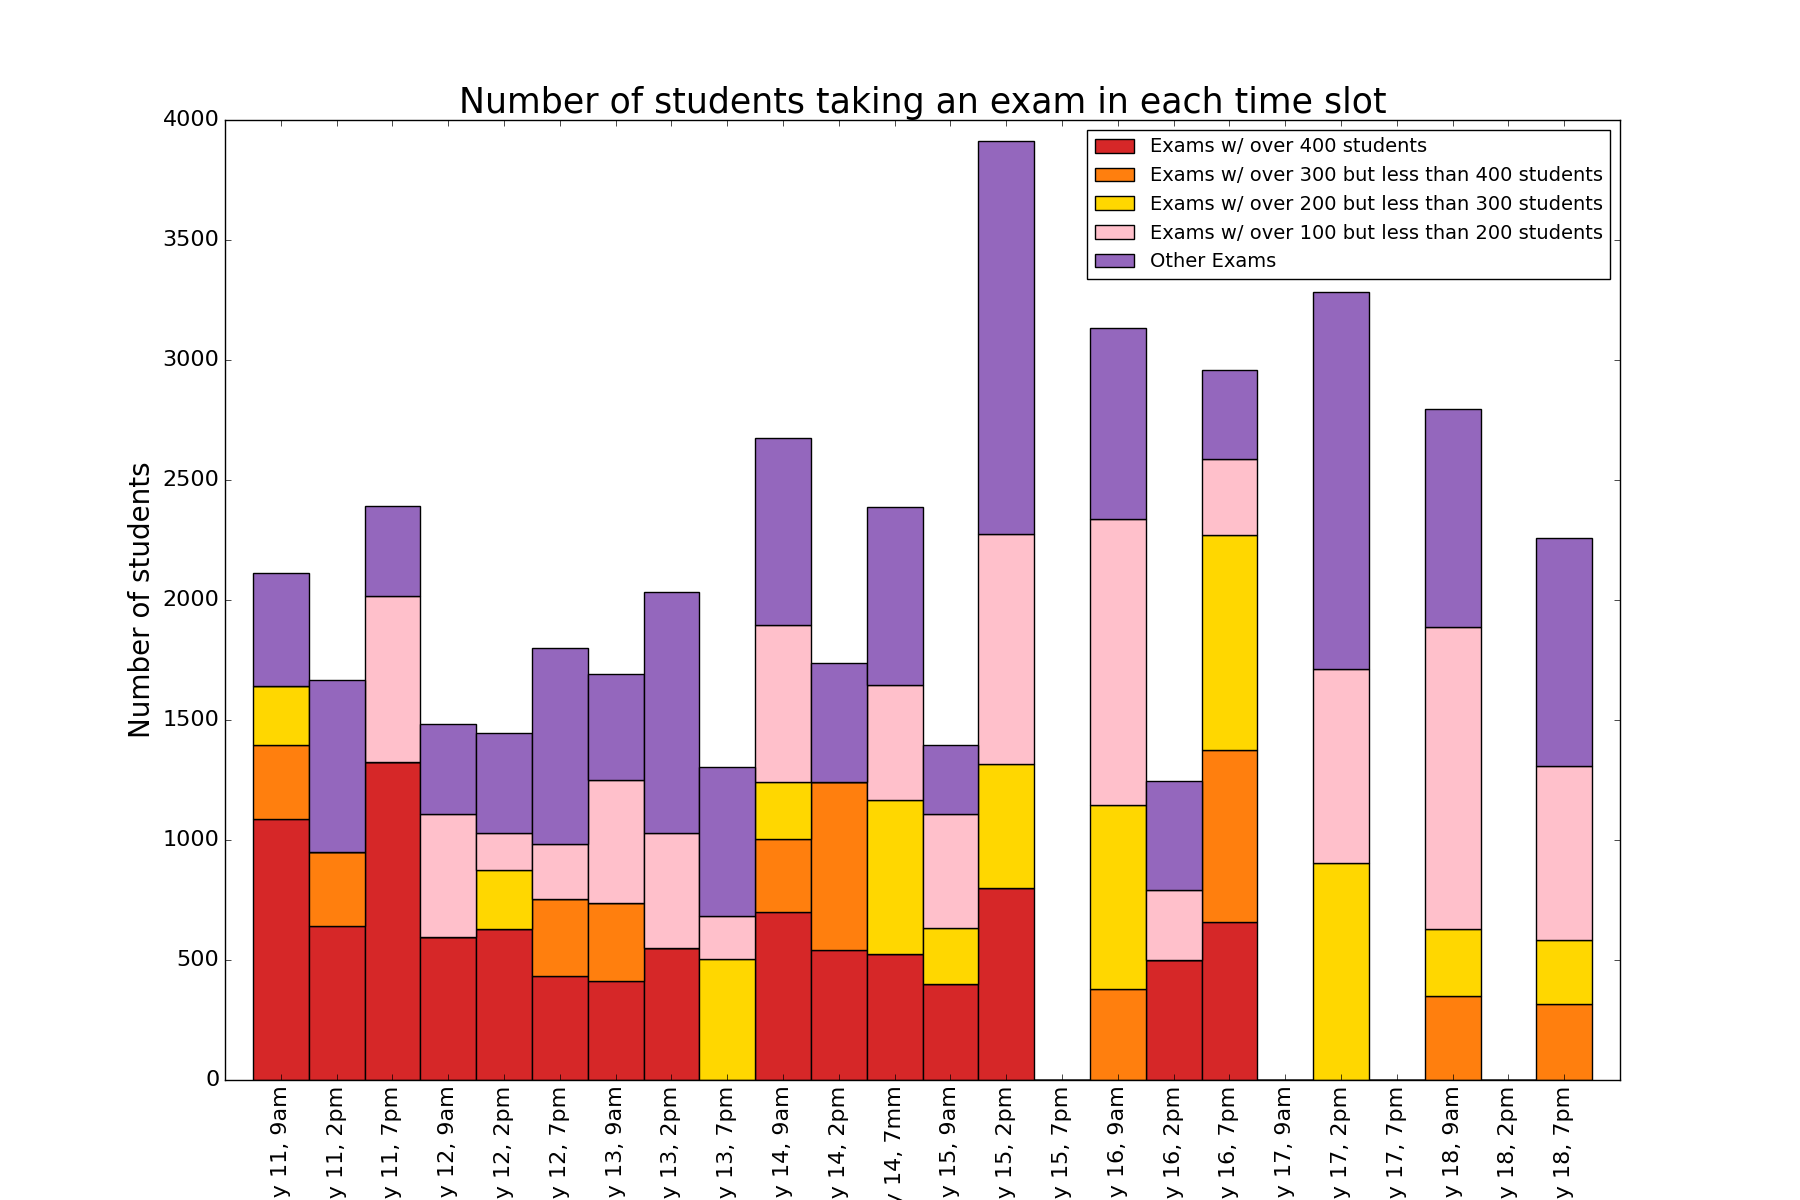 Number of students taking an exam in each time slot
Number of students
4000
3500
3000
2500
2000
1500
1000
500
0
Exams w/ over 400 students
Exams w/ over 300 but less than 400 students
Exams w/ over 200 but less than 300 students
Exams w/ over 100 but less than 200 students
Other Exams
y 11, 9am
y 11, 2pm
y 11, 7pm
y 12, 9am
y 12, 2pm
y 12, 7pm
y 13, 9am
y 13, 2pm
y 13, 7pm
y 14, 9am
y 14, 2pm
y 14, 7mm
y 15, 9am
y 15, 2pm
y 15, 7pm
y 16, 9am
y 16, 2pm
y 16, 7pm
y 17, 9am
y 17, 2pm
y 17, 7pm
y 18, 9am
y 18, 2pm
y 18, 7pm